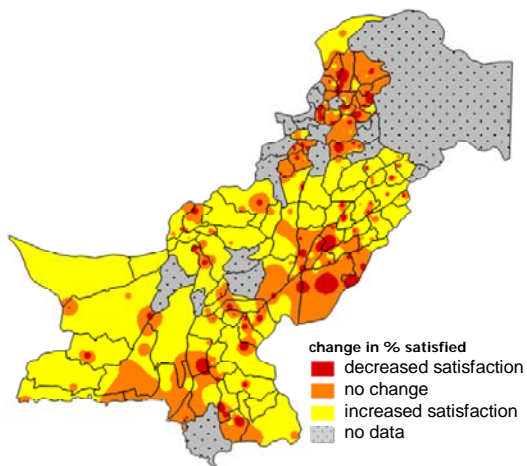 change in % satisfied
decreased satisfaction
no change
increased satisfaction
no data